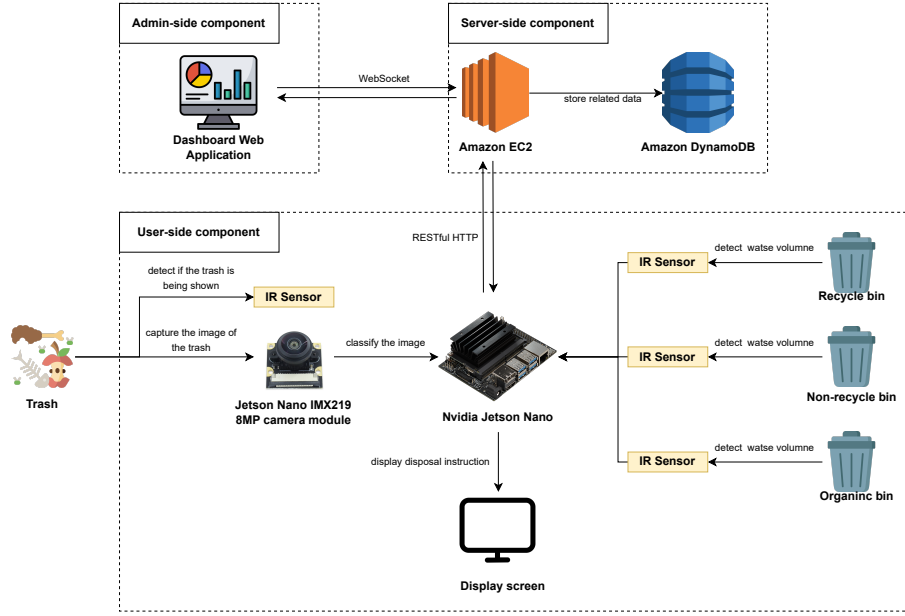 Admin-side component
Server-side component
WebSocket
store related data
Dashboard Web
Application
Amazon EC2
Amazon DynamoDB
RESTful HTTP
User-side component
detect if the trash is
being shown
IR Sensor
capture the image of
the trash
classify the image
Trash
Jetson Nano IMX219
8MP camera module
Nvidia Jetson Nano
IR Sensor
detect watse volumne
Recycle bin
IR Sensor
detect watse volumne
Non-recycle bin
IR Sensor
detect watse volumne
Organinc bin
display disposal instruction
Display screen